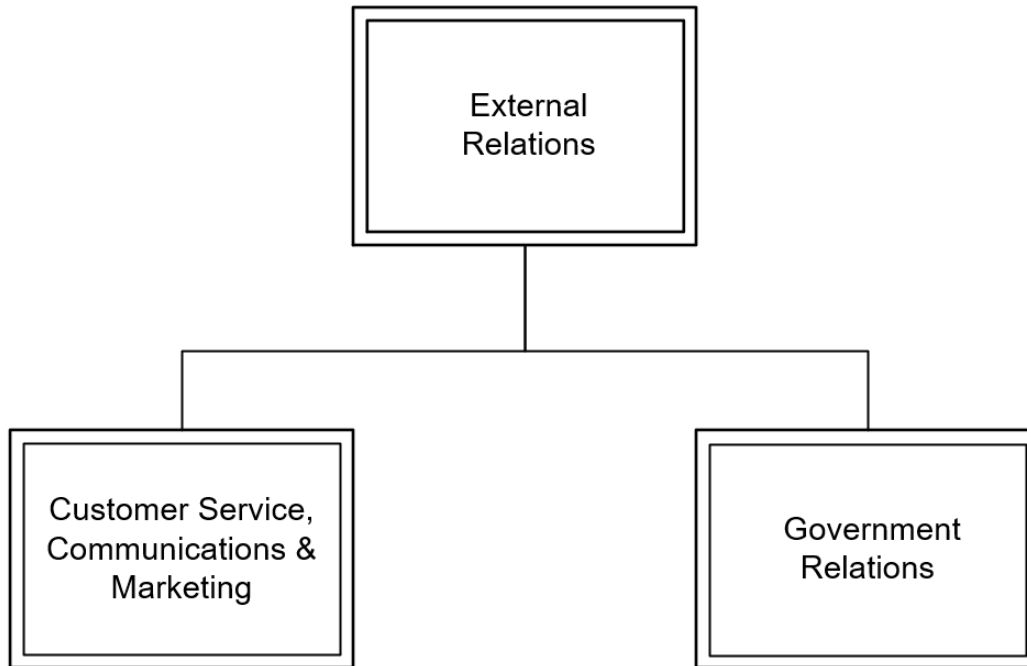 External
Relations
Customer Service,
Communications &
Marketing
Government
Relations